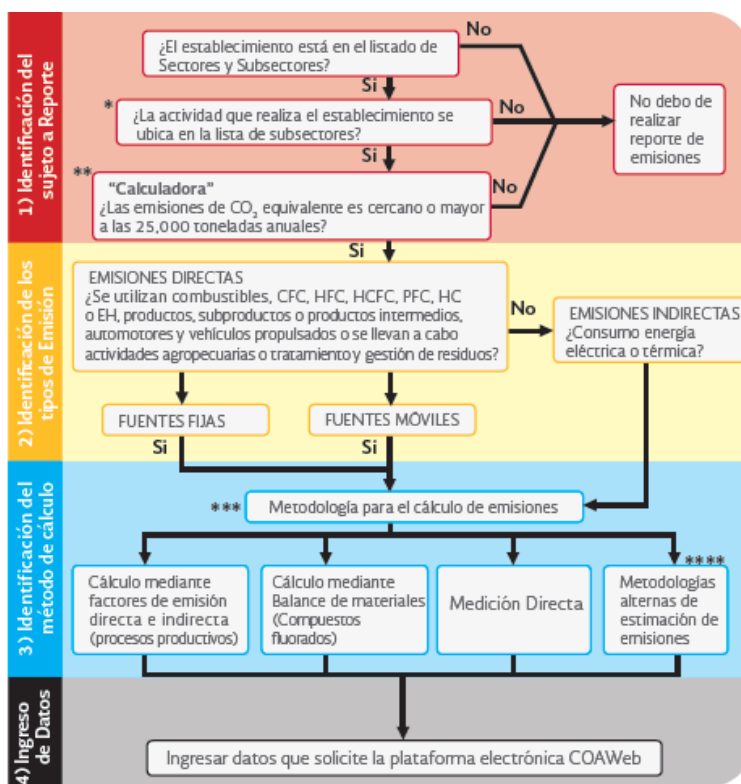 1) Identificación del
sujeto a Reporte
¿El establecimiento está en el listado de
Sectores y Subsectores?
No
Si
*
¿La actividad que realiza el establecimiento se
ubica en la lista de subsectores?
No
No debo de
realizar
reporte de
emisiones
Si
**
“Calculadora”
¿Las emisiones de CO₂ equivalente es cercano o mayor
a las 25,000 toneladas anuales?
No
Si
2) Identificación de los
tipos de Emisión
EMISIONES DIRECTAS
¿Se utilizan combustibles, CFC, HFC, HCFC, PFC, HC
o EH, productos, subproductos o productos intermedios,
automotores y vehículos propulsados o se llevan a cabo
actividades agropecuarias o tratamiento y gestión de residuos?
No
EMISIONES INDIRECTAS
¿Consumo energía
eléctrica o térmica?
FUENTES FIJAS
FUENTES MÓVILES
Si
Si
3) Identificación del
método de cálculo
***
Metodología para el cálculo de emisiones
****
Cálculo mediante
factores de emisión
directa e indirecta
(procesos productivos)
Cálculo mediante
Balance de materiales
(Compuestos
fluorados)
Medición Directa
Metodologías
alternas de
estimación de
emisiones
4) Ingreso
de Datos
Ingresar datos que solicite la plataforma electrónica COAWeb